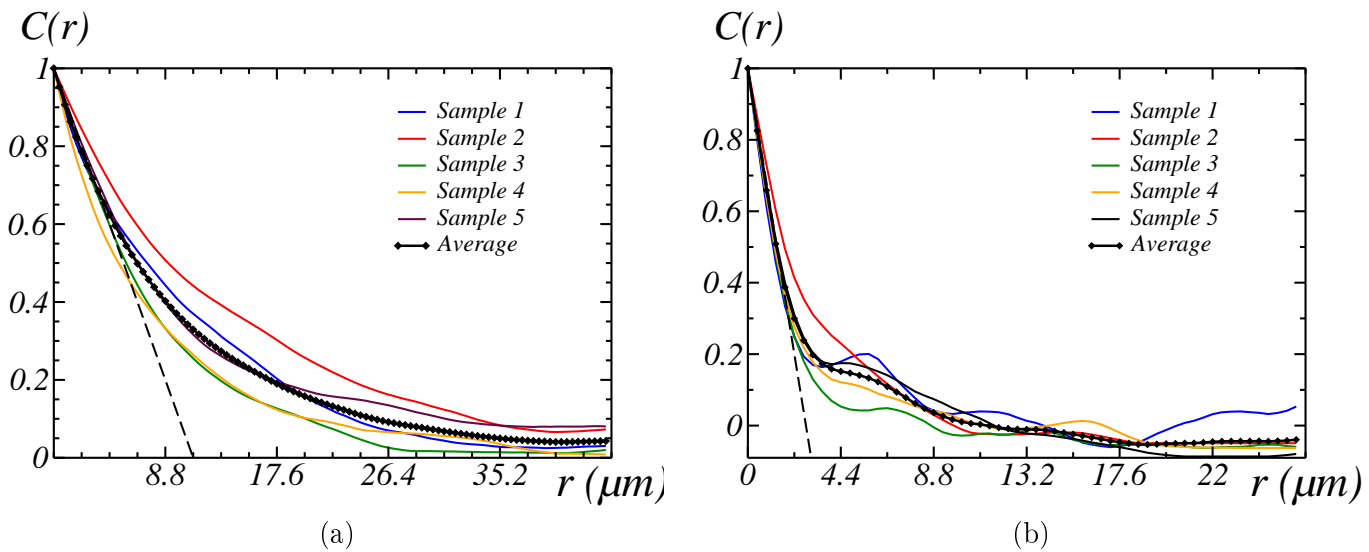 C(r)
1
0.8
0.6
0.4
0.2
0
8.8
17.6
26.4
35.2
r (μm)
Sample 1
Sample 2
Sample 3
Sample 4
Sample 5
Average
(a)
C(r)
1
0.8
0.6
0.4
0.2
0
0
4.4
8.8
13.2
17.6
22
r (μm)
Sample 1
Sample 2
Sample 3
Sample 4
Sample 5
Average
(b)